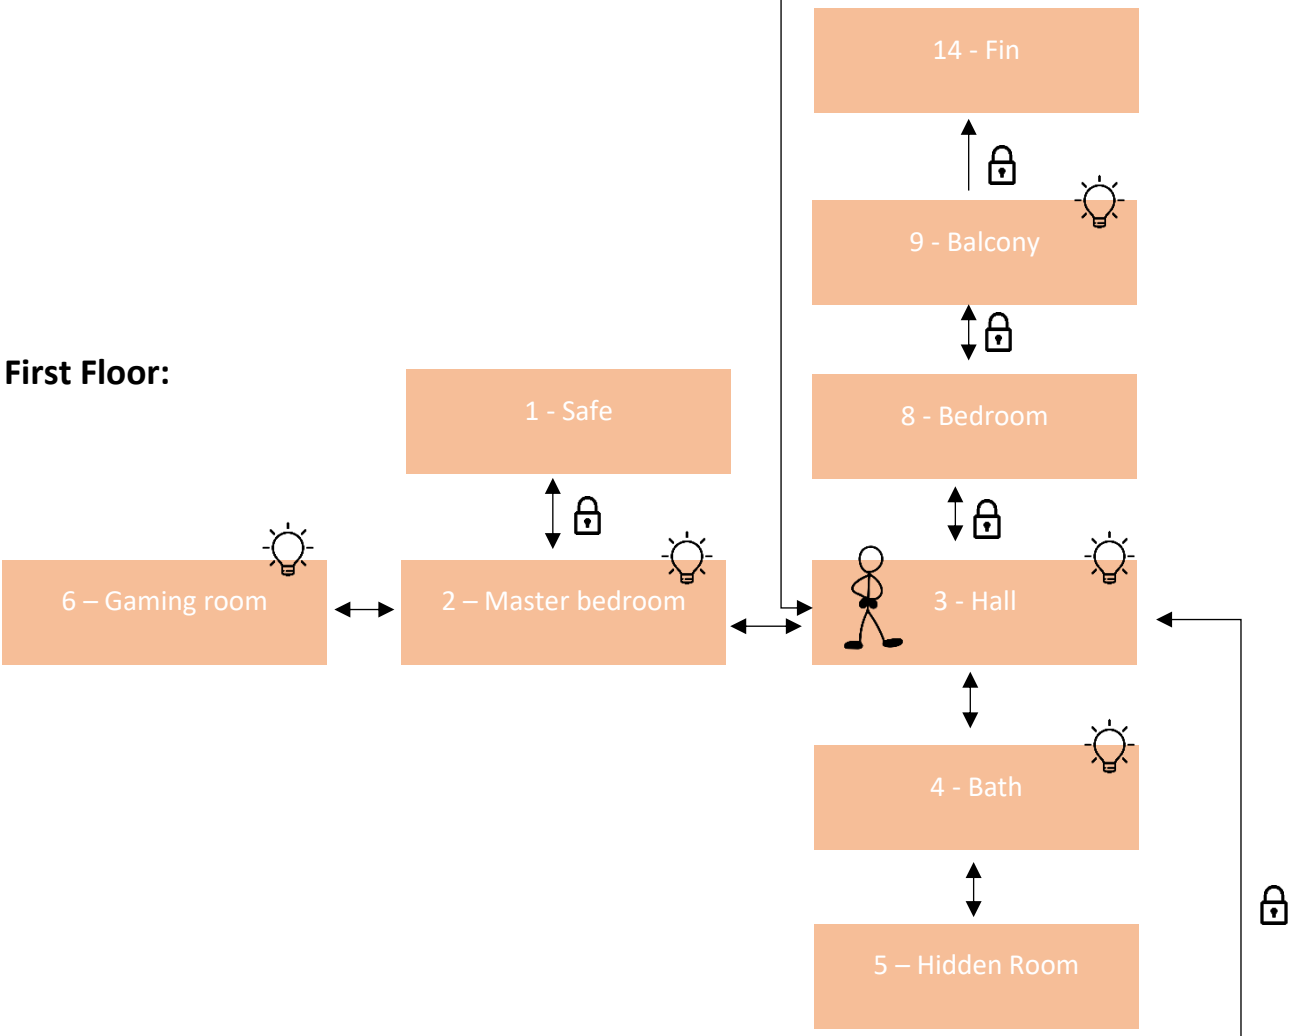 14 - Fin
9 - Balcony
First Floor:
1 - Safe
8 - Bedroom
6 – Gaming room
2 – Master bedroom
3 - Hall
4 - Bath
5 – Hidden Room